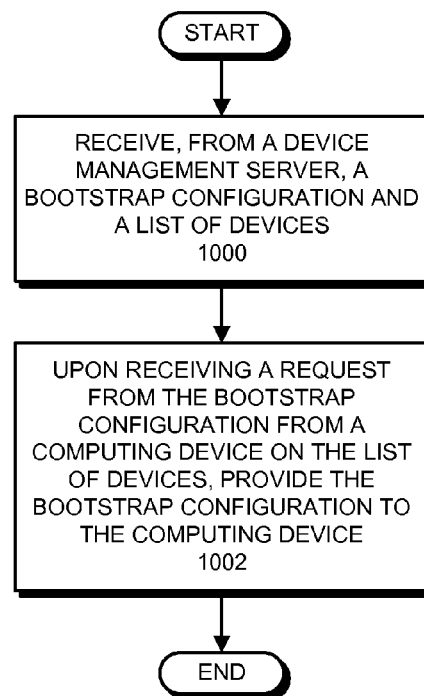 START
RECEIVE, FROM A DEVICE
MANAGEMENT SERVER, A
BOOTSTRAP CONFIGURATION AND
A LIST OF DEVICES
1000
UPON RECEIVING A REQUEST
FROM THE BOOTSTRAP
CONFIGURATION FROM A
COMPUTING DEVICE ON THE LIST
OF DEVICES, PROVIDE THE
BOOTSTRAP CONFIGURATION TO
THE COMPUTING DEVICE
1002
END